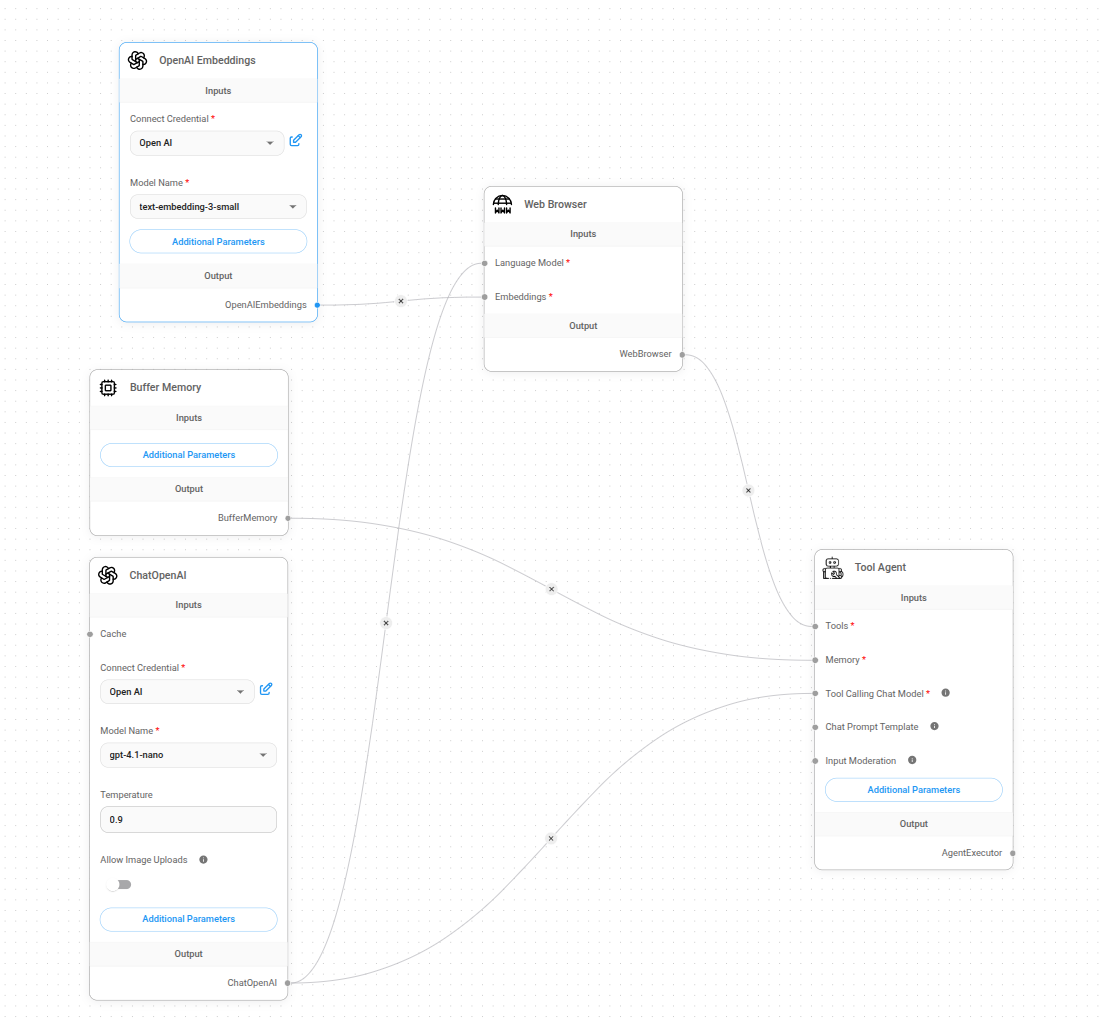 OpenAI Embeddings
Inputs
Connect Credential *
Open AI
Model Name *
text-embedding-3-small
Additional Parameters
Output
OpenAIEmbeddings
Web Browser
Inputs
Language Model *
Embeddings *
Output
WebBrowser
Buffer Memory
Inputs
Additional Parameters
Output
BufferMemory
ChatOpenAI
Inputs
Cache
Connect Credential *
Open AI
Model Name *
gpt-4.1-nano
Temperature
0.9
Allow Image Uploads
Additional Parameters
Output
ChatOpenAI
Tool Agent
Inputs
Tools *
Memory *
Tool Calling Chat Model *
Chat Prompt Template
Input Moderation
Additional Parameters
Output
AgentExecutor